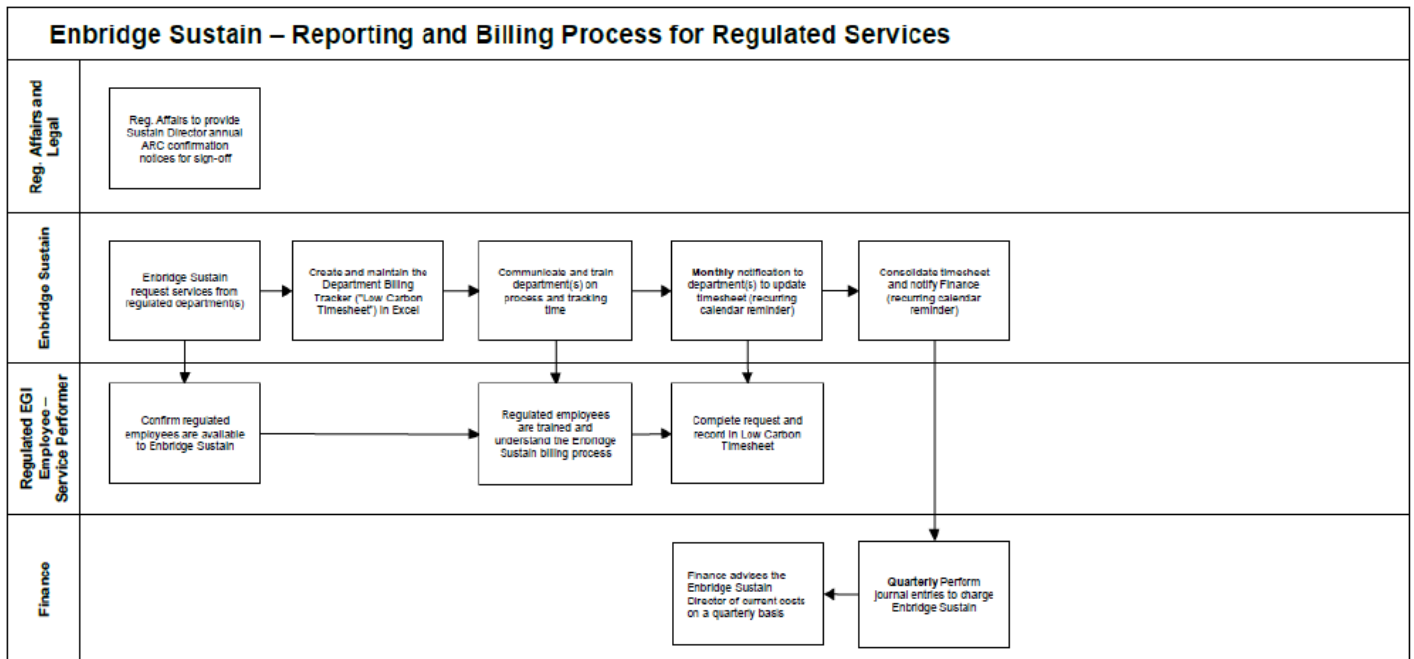 Enbridge Sustain – Reporting and Billing Process for Regulated Services
Reg. Affairs and
Legal
Reg. Affairs to provide
Sustain Director annual
ARC confirmation
notices for sign-off
Enbridge Sustain
Enbridge Sustain
request services from
regulated department(s)
Create and maintain the
Department Billing
Tracker ("Low Carbon
Timesheet") in Excel
Communicate and train
department(s) on
process and tracking
time
Monthly notification to
department(s) to update
timesheet (recurring
calendar reminder)
Consolidate timesheet
and notify Finance
(recurring calendar
reminder)
Regulated EGI
Employee –
Service Performer
Confirm regulated
employees are available
to Enbridge Sustain
Regulated employees
are trained and
understand the Enbridge
Sustain billing process
Complete request and
record in Low Carbon
Timesheet
Finance
Finance advises the
Enbridge Sustain
Director of current costs
on a quarterly basis
Quarterly Perform
journal entries to charge
Enbridge Sustain